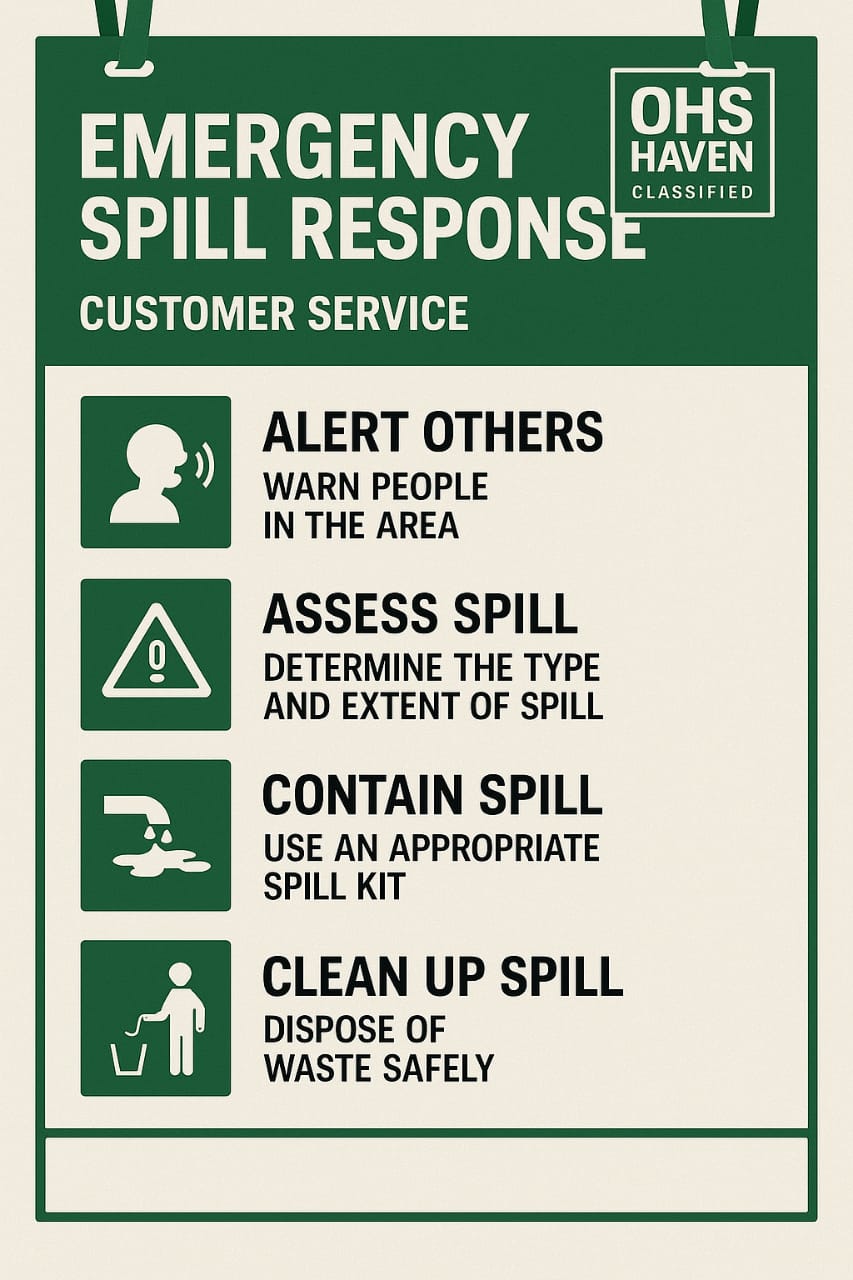 EMERGENCY
SPILL RESPONSE
CUSTOMER SERVICE
OHS
HAVEN
CLASSIFIED
ALERT OTHERS
WARN PEOPLE
IN THE AREA
ASSESS SPILL
DETERMINE THE TYPE
AND EXTENT OF SPILL
CONTAIN SPILL
USE AN APPROPRIATE
SPILL KIT
CLEAN UP SPILL
DISPOSE OF
WASTE SAFELY